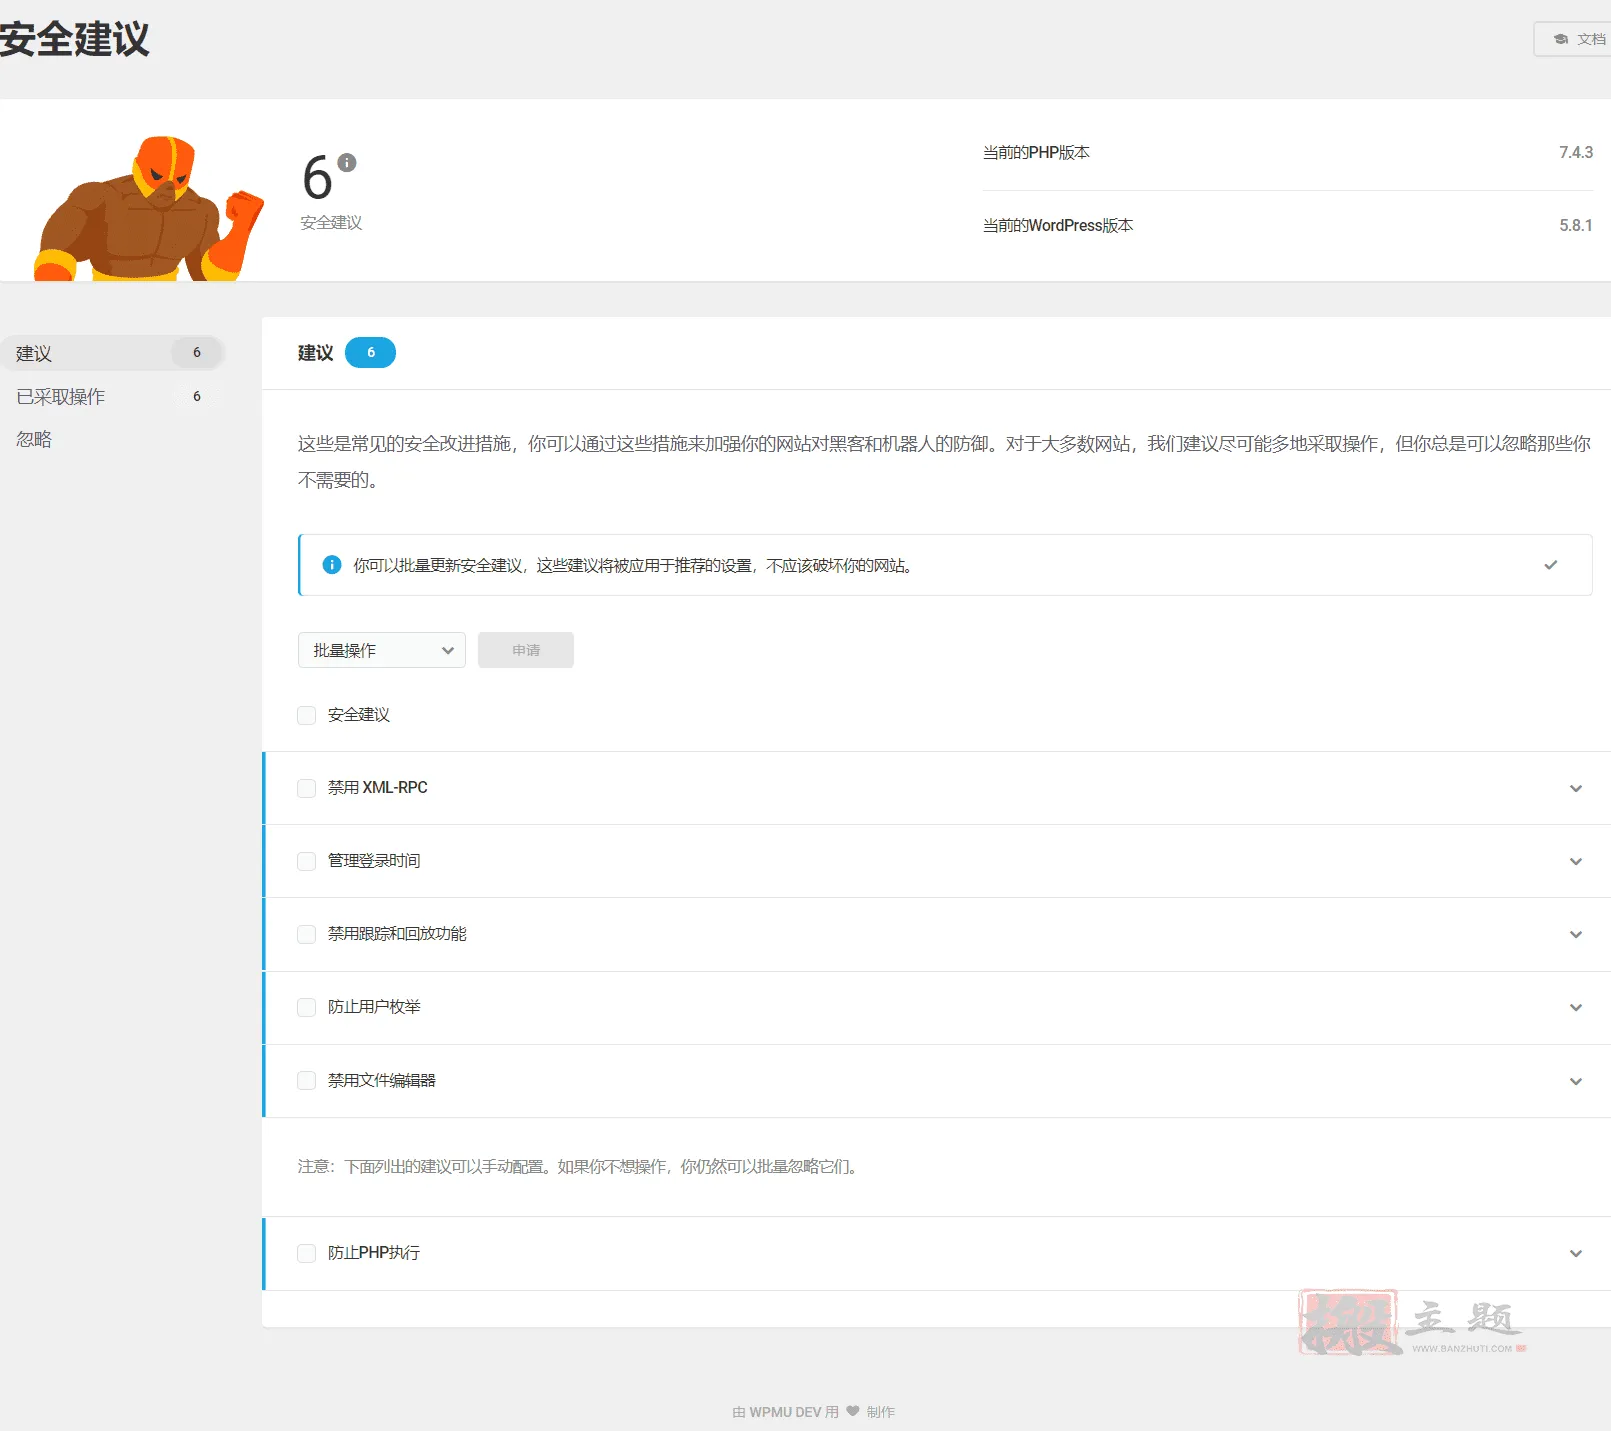 安全建议
文档
6
安全建议
当前的PHP版本 7.4.3
当前的WordPress版本 5.8.1
建议 6
已采取操作 6
忽略
建议 6
这些是常见的安全改进措施，你可以通过这些措施来加强你的网站对黑客和机器人的防御。对于大多数网站，我们建议尽可能多地采取操作，但你总是可以忽略那些你
不需要的。
你可以批量更新安全建议，这些建议将被应用于推荐的设置，不应该破坏你的网站。
批量操作 申请
安全建议
禁用 XML-RPC
管理登录时间
禁用跟踪和回放功能
防止用户枚举
禁用文件编辑器
注意：下面列出的建议可以手动配置。如果你不想操作，你仍然可以批量忽略它们。
防止PHP执行
搬主题
WWW.BANZHUTI.COM
由 WPMU DEV 用 ❤ 制作